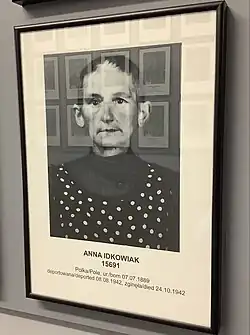 ANNA IDKOWIAK
15691
Polka/Pole, ur./born 07.07.1889
deportowana/deported 08.08.1942, zginęła/died 24.10.1942